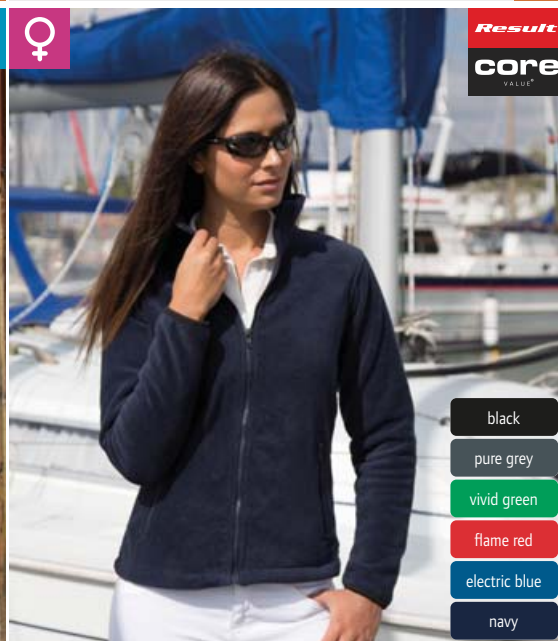 Result
core
VALUE®
black
pure grey
vivid green
flame red
electric blue
navy